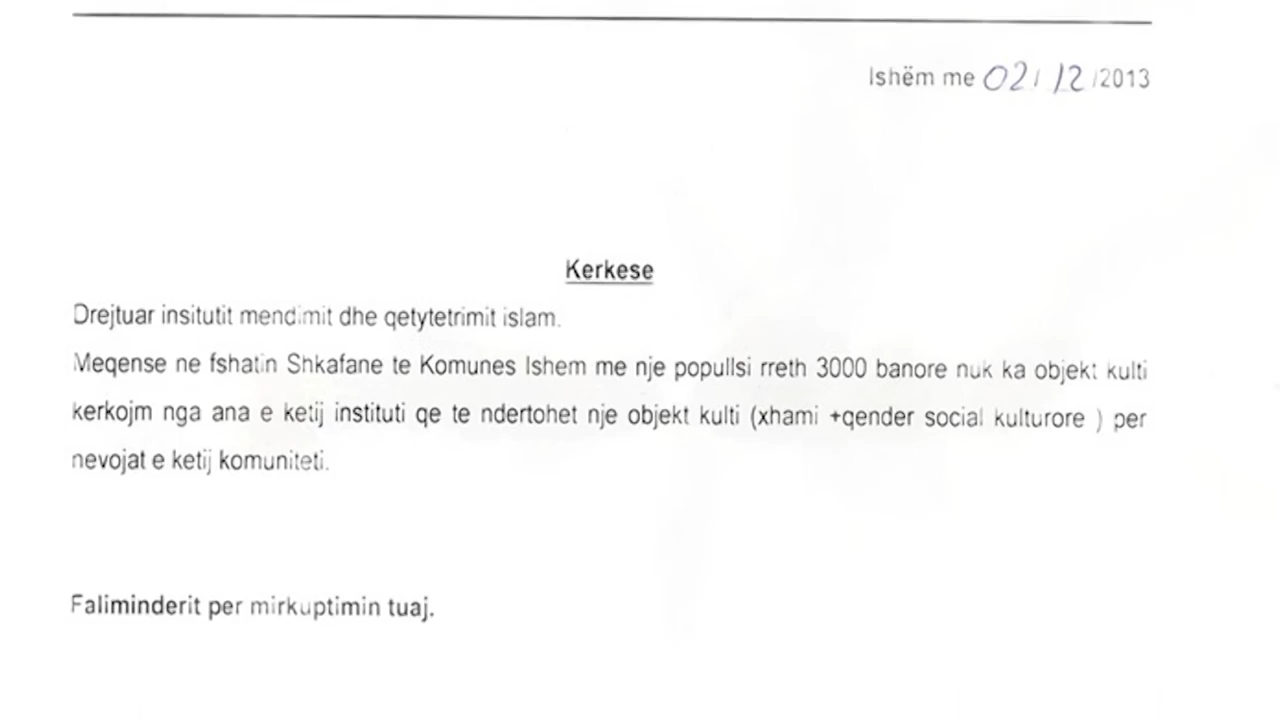 Ishëm me 02/ 12 /2013
Kerkese
Drejtuar insitutit mendimit dhe qetytetrimit islam.
Meqense ne fshatin Shkafane te Komunes Ishem me nje popullsi rreth 3000 banore nuk ka objekt kulti
kerkojm nga ana e ketij instituti qe te ndertohet nje objekt kulti (xhami +qender social kulturore ) per
nevojat e ketij komuniteti.
Faliminderit per mirkuptimin tuaj.